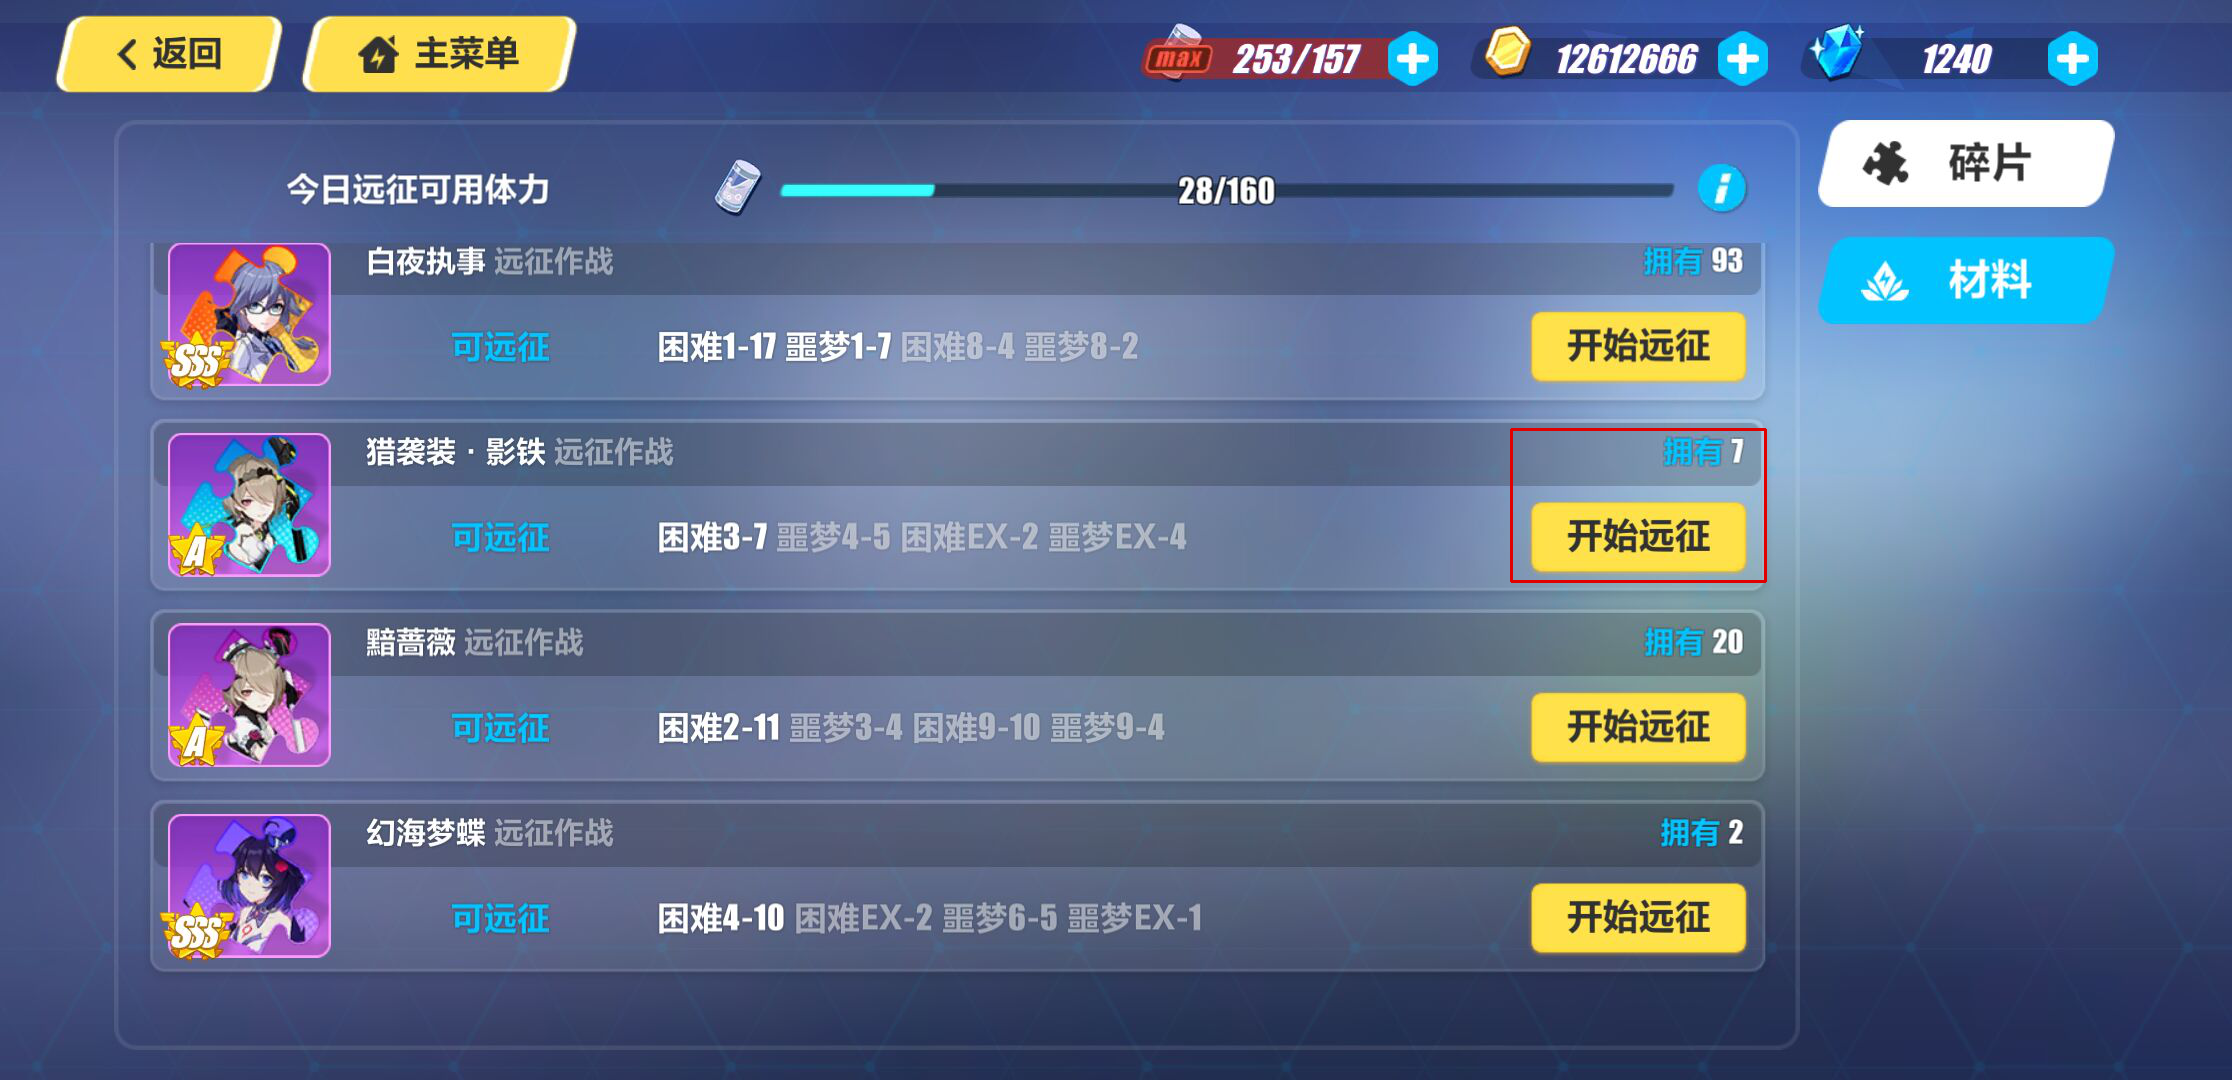 返回
主菜单
max 253/157
12612666
1240
今日远征可用体力
28/160
碎片
材料
白夜执事 远征作战
拥有 93
SSS
可远征
困难1-17 噩梦1-7 困难8-4 噩梦8-2
开始远征
猎袭装·影铁 远征作战
拥有 7
A
可远征
困难3-7 噩梦4-5 困难EX-2 噩梦EX-4
开始远征
黯蔷薇 远征作战
拥有 20
A
可远征
困难2-11 噩梦3-4 困难9-10 噩梦9-4
开始远征
幻海梦蝶 远征作战
拥有 2
SSS
可远征
困难4-10 困难EX-2 噩梦6-5 噩梦EX-1
开始远征